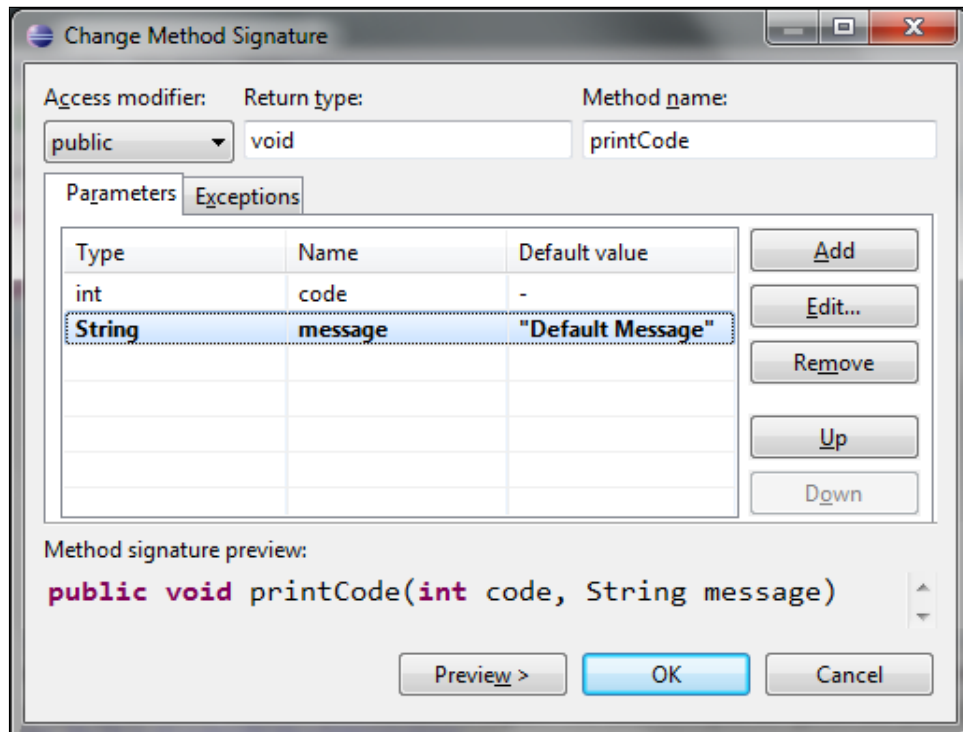 Change Method Signature
Access modifier: Return type: Method name:
public void printCode
Parameters Exceptions
Type Name Default value
int code -
String message "Default Message"
Add
Edit...
Remove
Up
Down
Method signature preview:
public void printCode(int code, String message)
Preview > OK Cancel